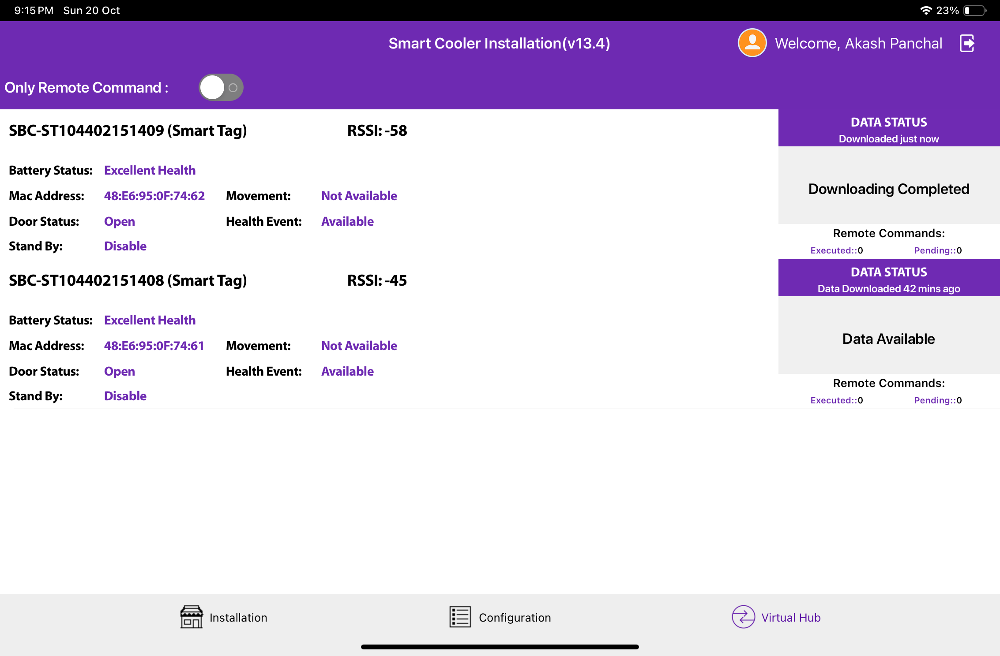 9:15 PM Sun 20 Oct
23%
Smart Cooler Installation(v13.4)
Welcome, Akash Panchal
Only Remote Command :
SBC-ST104402151409 (Smart Tag) RSSI: -58
Battery Status: Excellent Health
Mac Address: 48:E6:95:0F:74:62 Movement: Not Available
Door Status: Open Health Event: Available
Stand By: Disable
DATA STATUS
Downloaded just now
Downloading Completed
Remote Commands:
Executed::0 Pending::0
SBC-ST104402151408 (Smart Tag) RSSI: -45
Battery Status: Excellent Health
Mac Address: 48:E6:95:0F:74:61 Movement: Not Available
Door Status: Open Health Event: Available
Stand By: Disable
DATA STATUS
Data Downloaded 42 mins ago
Data Available
Remote Commands:
Executed::0 Pending::0
Installation
Configuration
Virtual Hub